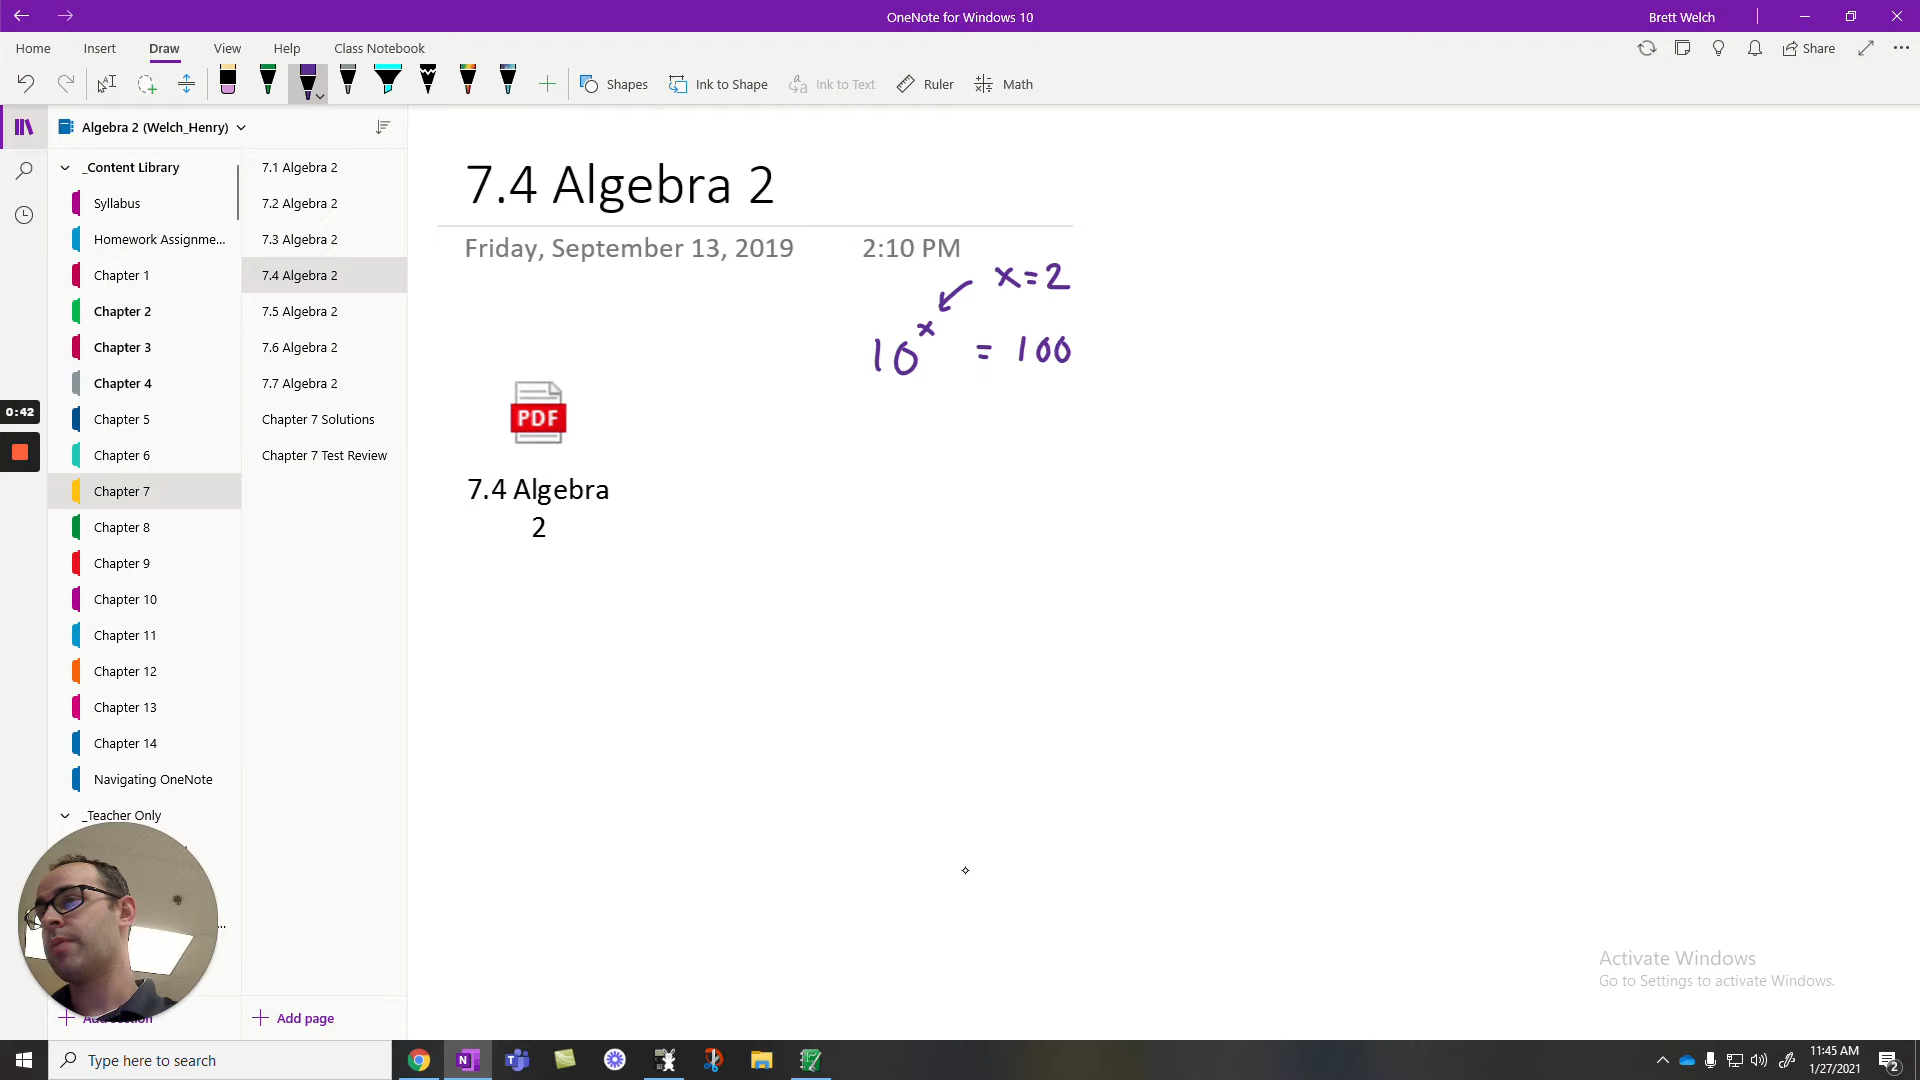 OneNote for Windows 10
Brett Welch
Home
Insert
Draw
View
Help
Class Notebook
Share
Shapes
Ink to Shape
Ink to Text
Ruler
Math
Algebra 2 (Welch_Henry)
_Content Library
Syllabus
Homework Assignme...
Chapter 1
Chapter 2
Chapter 3
Chapter 4
Chapter 5
Chapter 6
Chapter 7
Chapter 8
Chapter 9
Chapter 10
Chapter 11
Chapter 12
Chapter 13
Chapter 14
Navigating OneNote
_Teacher Only
7.1 Algebra 2
7.2 Algebra 2
7.3 Algebra 2
7.4 Algebra 2
7.5 Algebra 2
7.6 Algebra 2
7.7 Algebra 2
Chapter 7 Solutions
Chapter 7 Test Review
Add section
Add page
0:42
7.4 Algebra 2
Friday, September 13, 2019 2:10 PM
x=2
10^x = 100
PDF
7.4 Algebra
2
Activate Windows
Go to Settings to activate Windows.
Type here to search
11:45 AM
1/27/2021
2